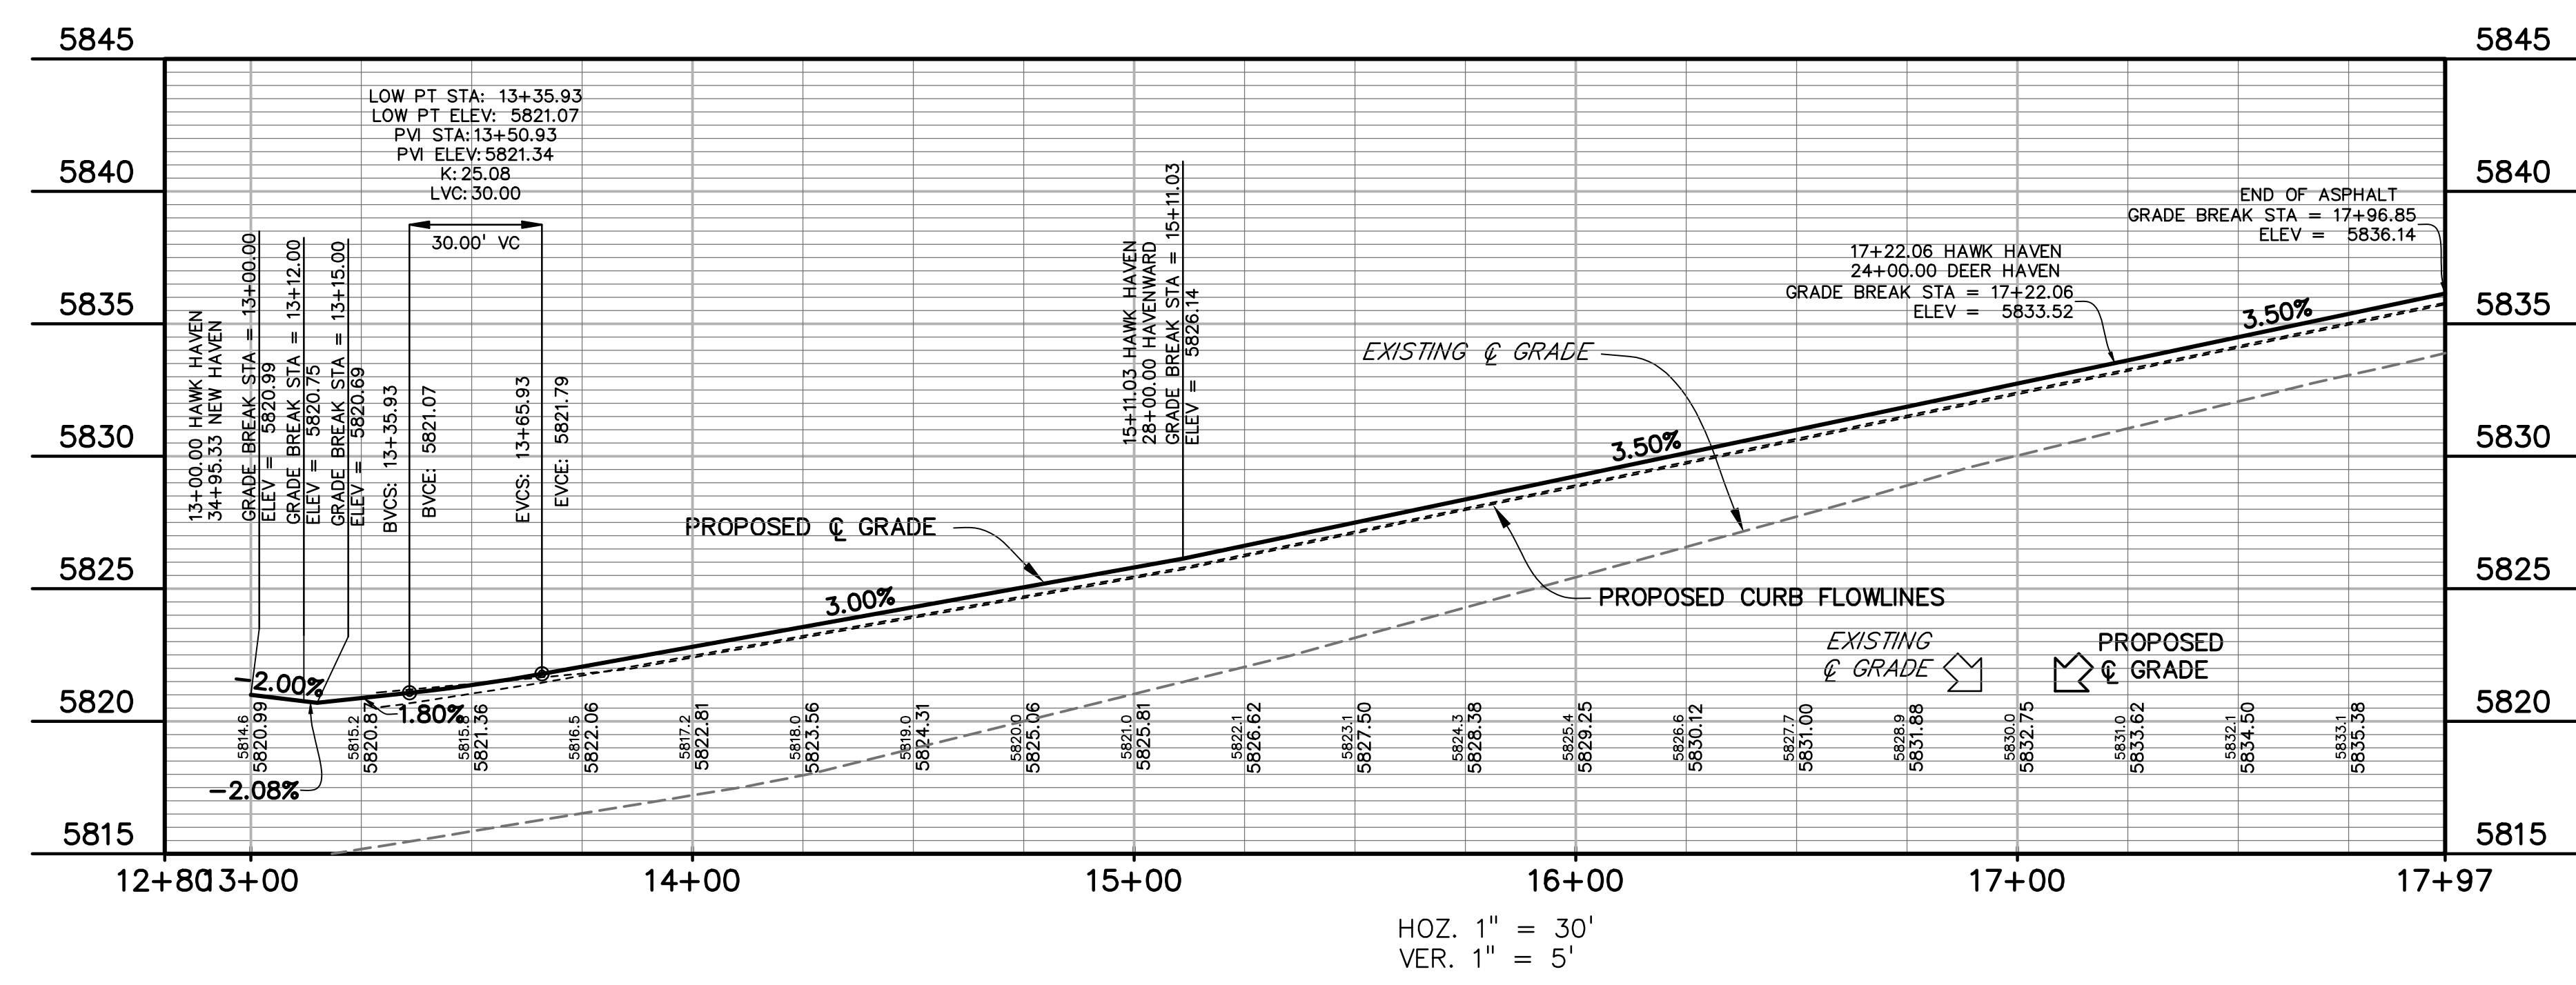 5845
5845
LOW PT STA: 13+35.93
LOW PT ELEV: 5821.07
PVI STA: 13+50.93
PVI ELEV: 5821.34
K: 25.08
LVC: 30.00
30.00' VC
5840
5840
5835
5835
5830
5830
5825
5825
5820
5820
5815
5815
13+00.00 HAWK HAVEN
34+95.33 NEW HAVEN
GRADE BREAK STA = 13+00.00
ELEV = 5820.99
GRADE BREAK STA = 13+12.00
ELEV = 5820.75
GRADE BREAK STA = 13+15.00
ELEV = 5820.69
BVCS: 13+35.93
BVCE: 5821.07
EVCS: 13+65.93
EVCE: 5821.79
15+11.03 HAWK HAVEN
28+00.00 HAVENWARD
GRADE BREAK STA = 15+11.03
ELEV = 5826.14
17+22.06 HAWK HAVEN
24+00.00 DEER HAVEN
GRADE BREAK STA = 17+22.06
ELEV = 5833.52
END OF ASPHALT
GRADE BREAK STA = 17+96.85
ELEV = 5836.14
EXISTING ℄ GRADE
PROPOSED ℄ GRADE
PROPOSED CURB FLOWLINES
-2.00%
-2.08%
1.80%
3.00%
3.50%
3.50%
EXISTING
℄ GRADE
PROPOSED
℄ GRADE
5814.6
5820.99
5815.2
5820.87
5815.8
5821.36
5816.5
5822.06
5817.2
5822.81
5818.0
5823.56
5819.0
5824.31
5820.0
5825.06
5821.0
5825.81
5822.1
5826.62
5823.1
5827.50
5824.3
5828.38
5825.4
5829.25
5826.6
5830.12
5827.7
5831.00
5828.9
5831.88
5830.0
5832.75
5831.0
5833.62
5832.1
5834.50
5833.1
5835.38
12+80
13+00
14+00
15+00
16+00
17+00
17+97
HOZ. 1" = 30'
VER. 1" = 5'